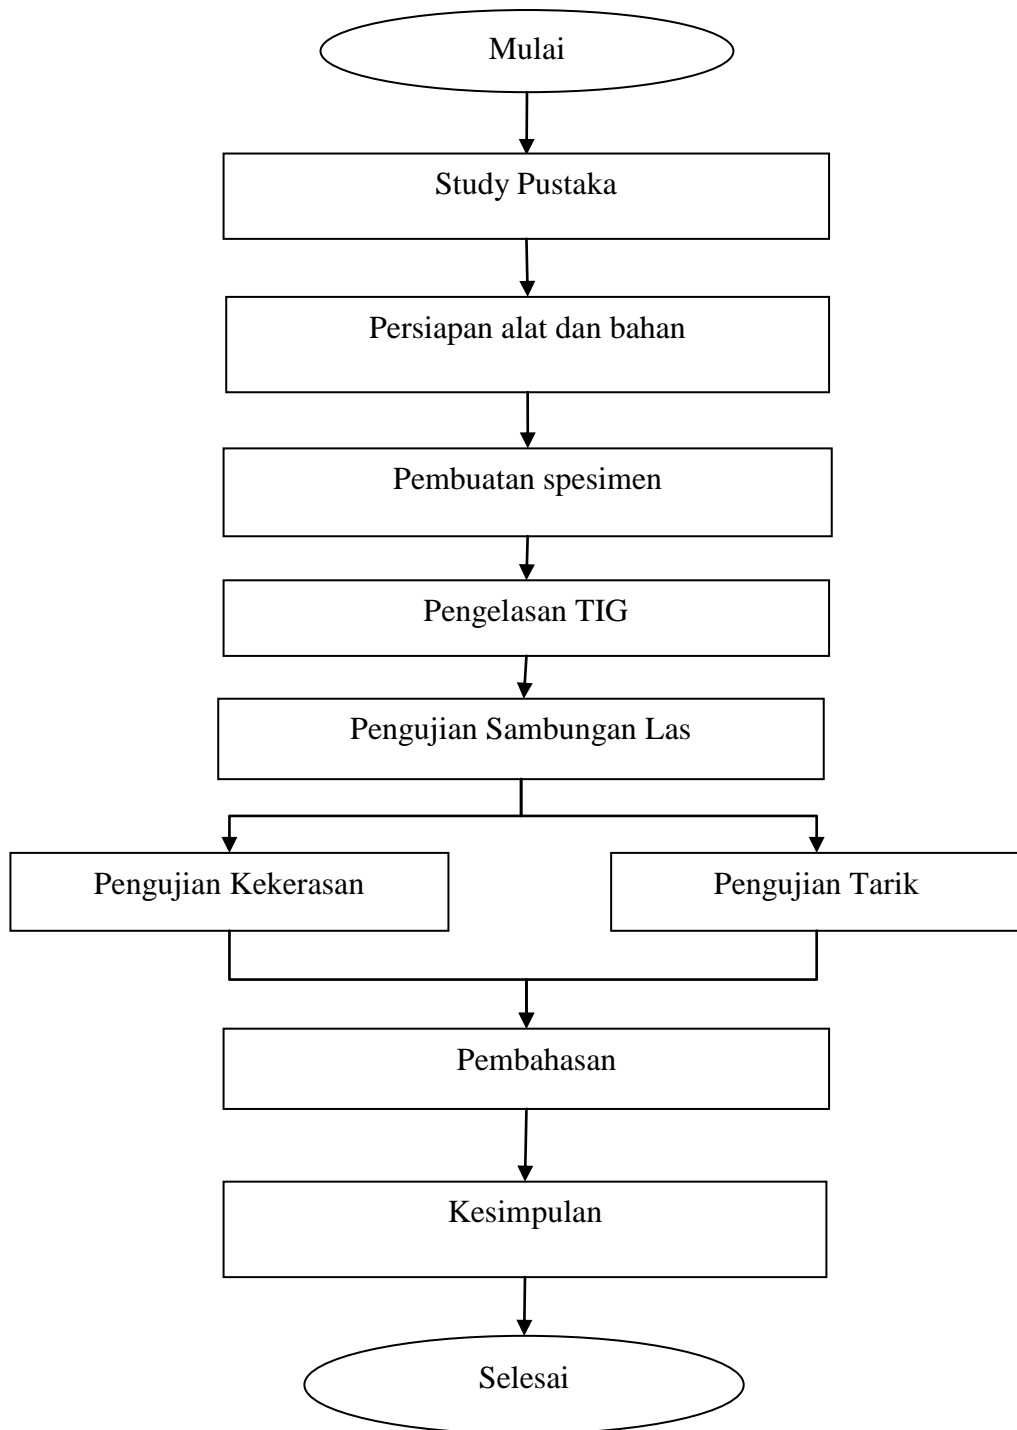 Mulai
Study Pustaka
Persiapan alat dan bahan
Pembuatan spesimen
Pengelasan TIG
Pengujian Sambungan Las
Pengujian Kekerasan
Pengujian Tarik
Pembahasan
Kesimpulan
Selesai